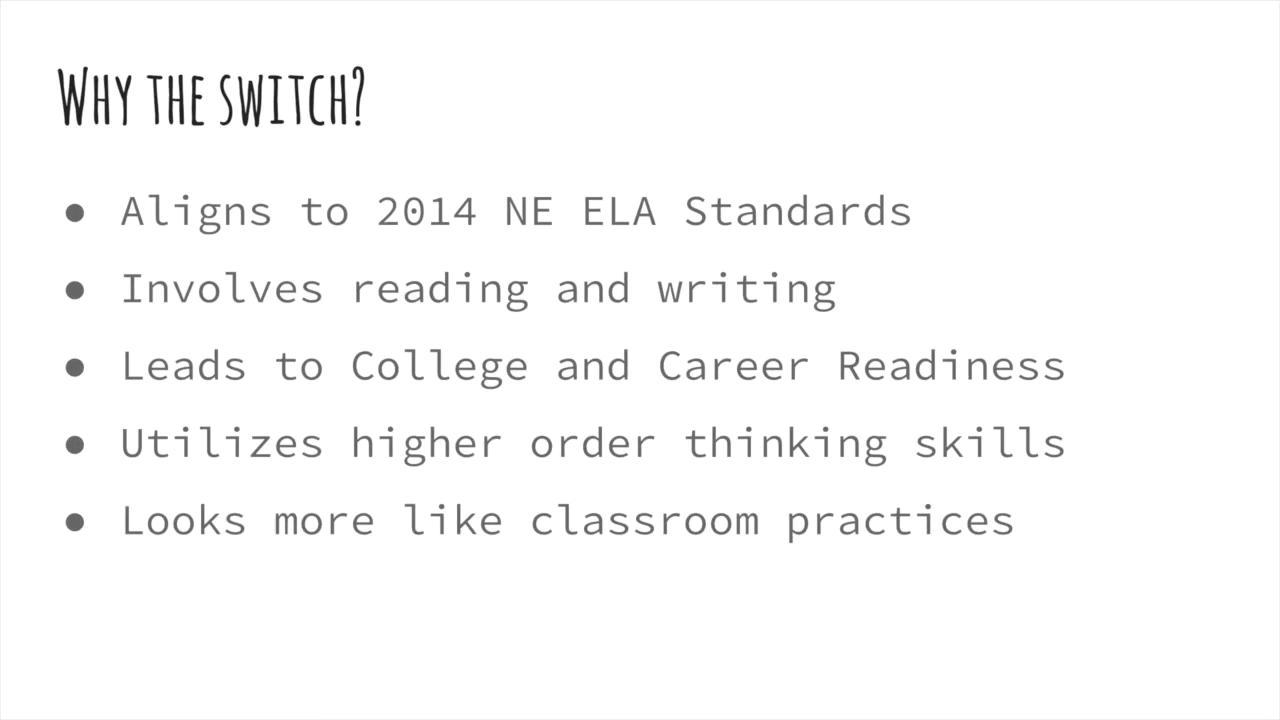 Why the switch?
● Aligns to 2014 NE ELA Standards
● Involves reading and writing
● Leads to College and Career Readiness
● Utilizes higher order thinking skills
● Looks more like classroom practices